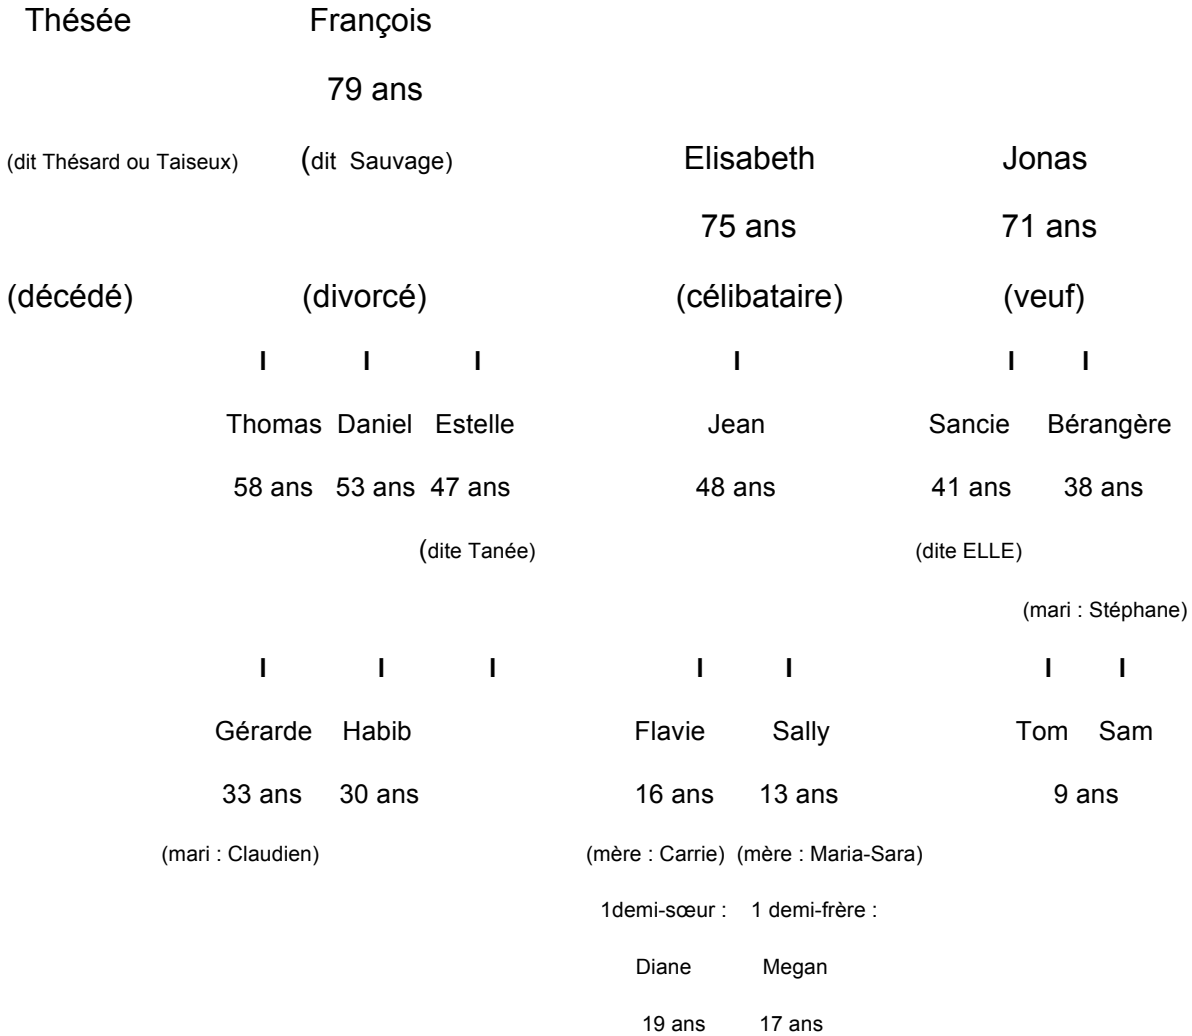 Thésée François
79 ans
(dit Thésard ou Taiseux) (dit Sauvage) Elisabeth Jonas
75 ans 71 ans
(décédé) (divorcé) (célibataire) (veuf)
I I I I I I
Thomas Daniel Estelle Jean Sancie Bérangère
58 ans 53 ans 47 ans 48 ans 41 ans 38 ans
(dite Tanée) (dite ELLE)
(mari : Stéphane)
I I I I I I I
Gérarde Habib Flavie Sally Tom Sam
33 ans 30 ans 16 ans 13 ans 9 ans
(mari : Claudien) (mère : Carrie) (mère : Maria-Sara)
1demi-sœur : 1 demi-frère :
Diane Megan
19 ans 17 ans